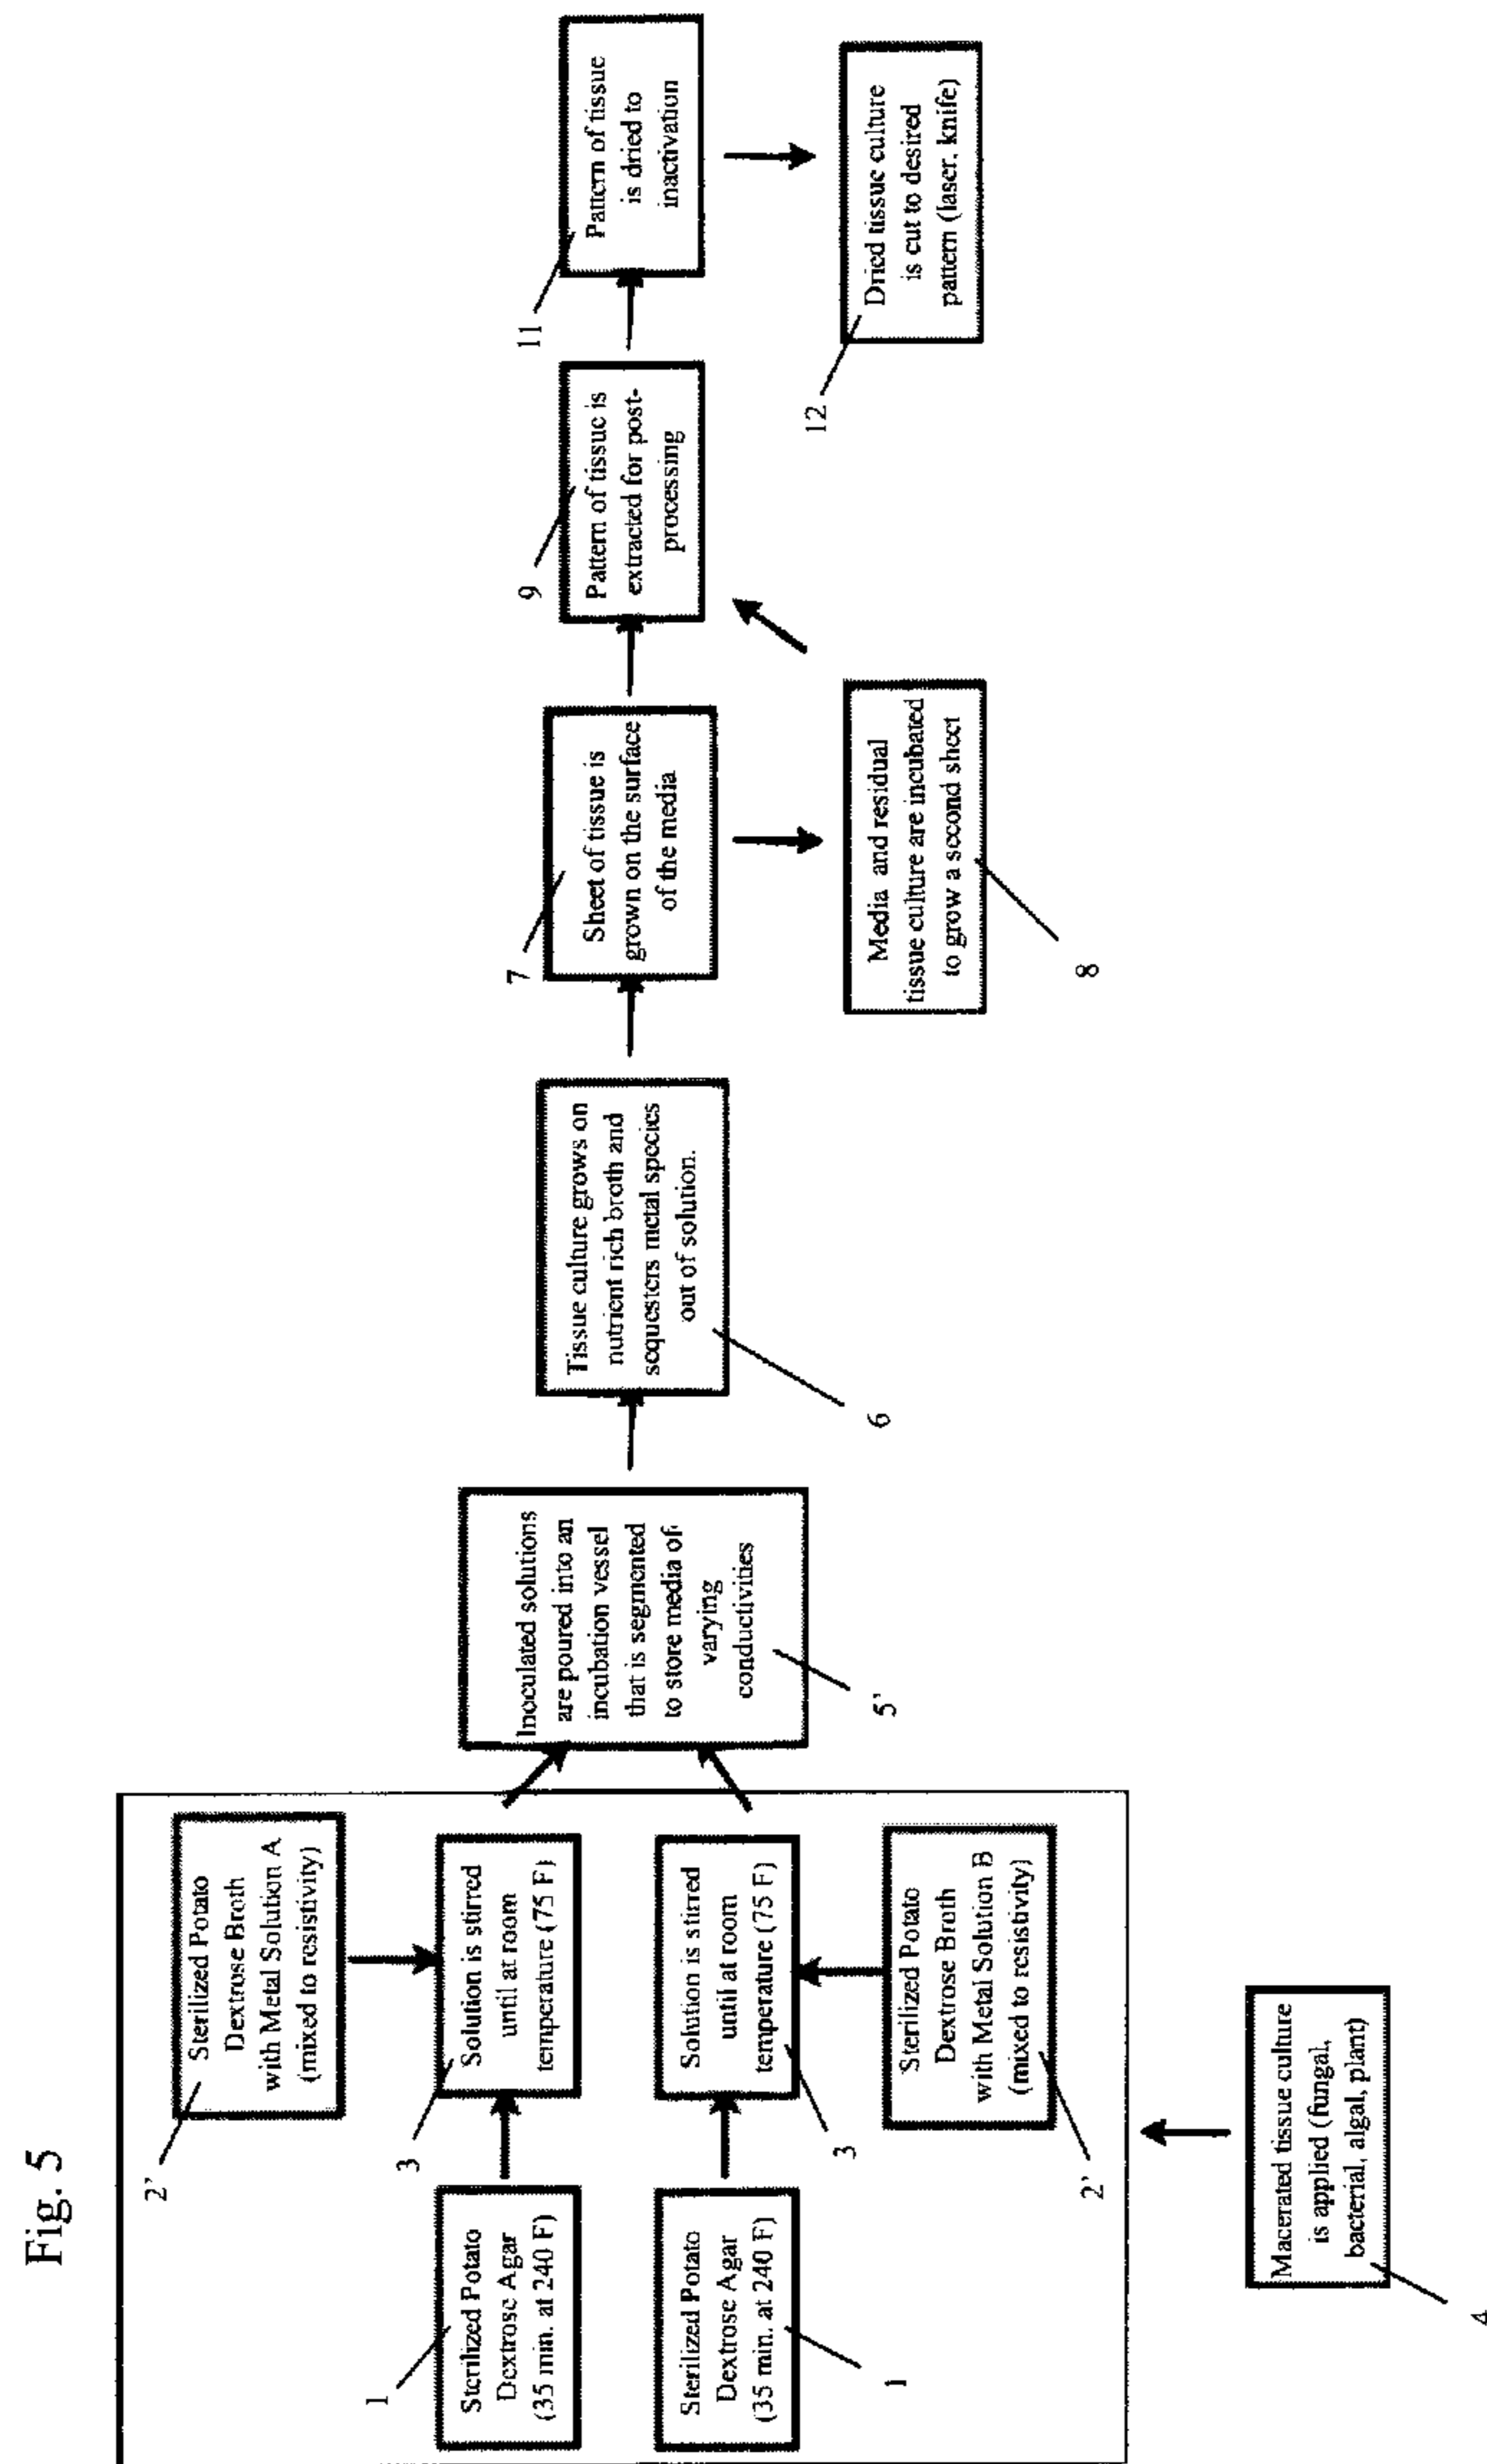 Fig. 5
2'
Sterilized Potato
Dextrose Broth
with Metal Solution A
(mixed to resistivity)
1
Sterilized Potato
Dextrose Agar
(35 min. at 240 F)
3
Solution is stirred
until at room
temperature (75 F)
Sterilized Potato
Dextrose Agar
(35 min. at 240 F)
1
Solution is stirred
until at room
temperature (75 F)
3
Sterilized Potato
Dextrose Broth
with Metal Solution B
(mixed to resistivity)
2'
Macerated tissue culture
is applied (fungal,
bacterial, algal, plant)
4
Inoculated solutions
are poured into an
incubation vessel
that is segmented
to store media of
varying
conductivities
5'
Tissue culture grows on
nutrient rich broth and
sequesters metal species
out of solution.
6
7
Sheet of tissue is
grown on the surface
of the media
Media and residual
tissue culture are incubated
to grow a second sheet
8
9
Pattern of tissue is
extracted for post-
processing
11
Pattern of tissue
is dried to
inactivation
12
Dried tissue culture
is cut to desired
pattern (laser, knife)